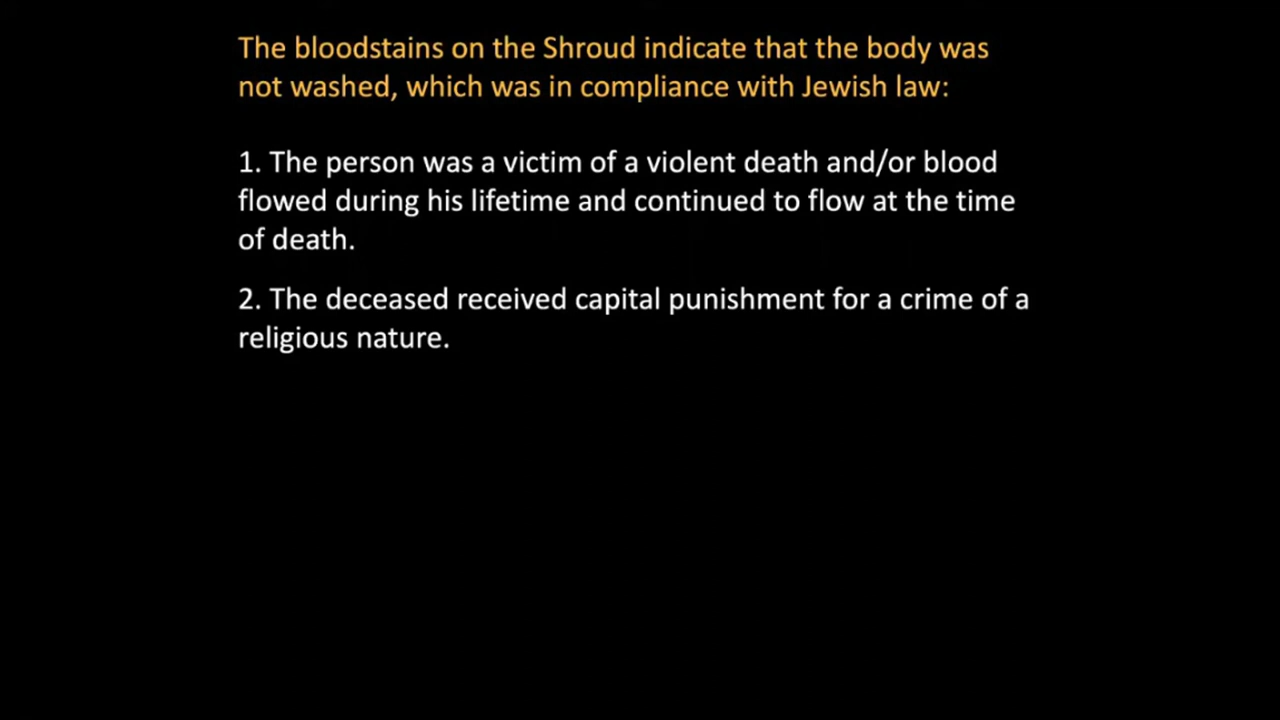 The bloodstains on the Shroud indicate that the body was
not washed, which was in compliance with Jewish law:
1. The person was a victim of a violent death and/or blood
flowed during his lifetime and continued to flow at the time
of death.
2. The deceased received capital punishment for a crime of a
religious nature.